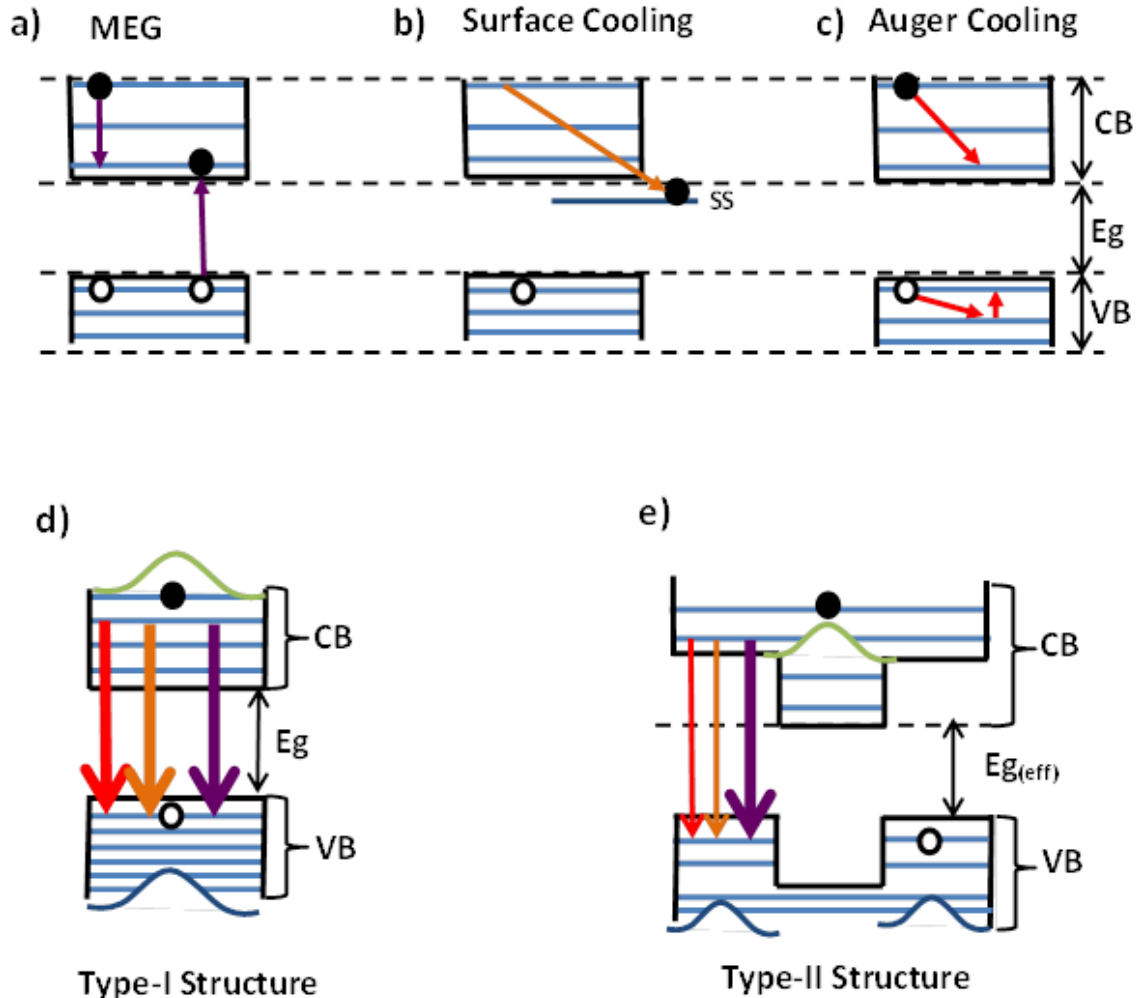 a) MEG
b) Surface Cooling
c) Auger Cooling
CB
SS
Eg
VB
d)
e)
CB
CB
Eg
Eg(eff)
VB
VB
Type-I Structure
Type-II Structure